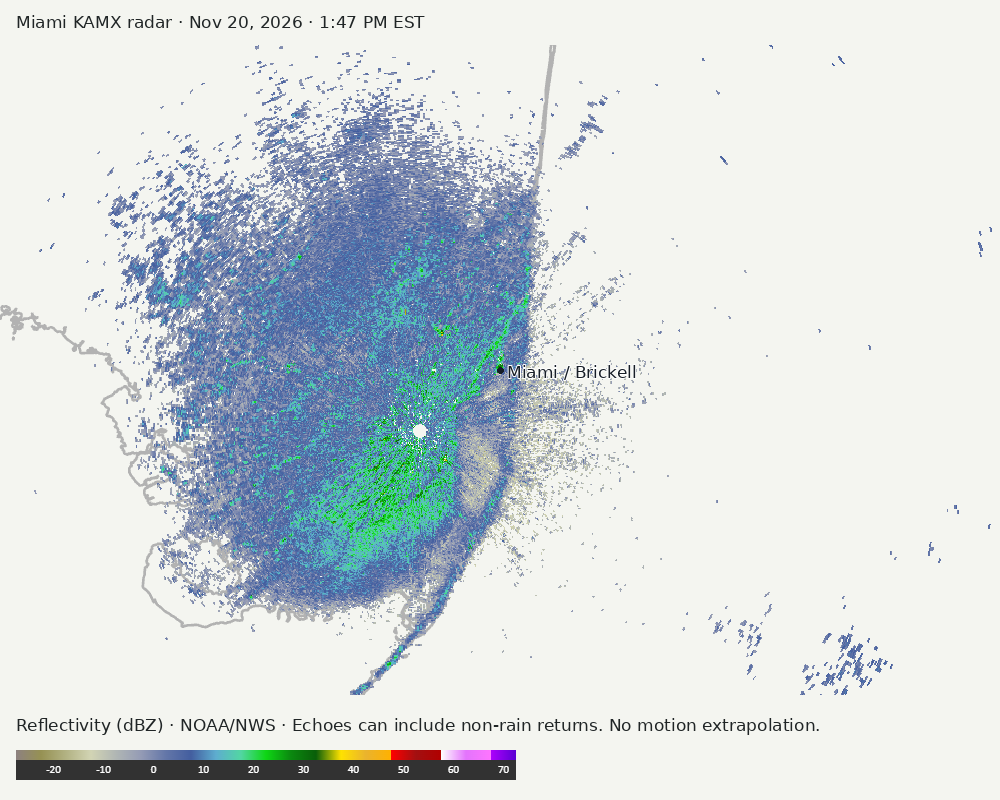 Miami KAMX radar · Nov 20, 2026 · 1:47 PM EST
Miami / Brickell
Reflectivity (dBZ) · NOAA/NWS · Echoes can include non-rain returns. No motion extrapolation.
-20 -10 0 10 20 30 40 50 60 70